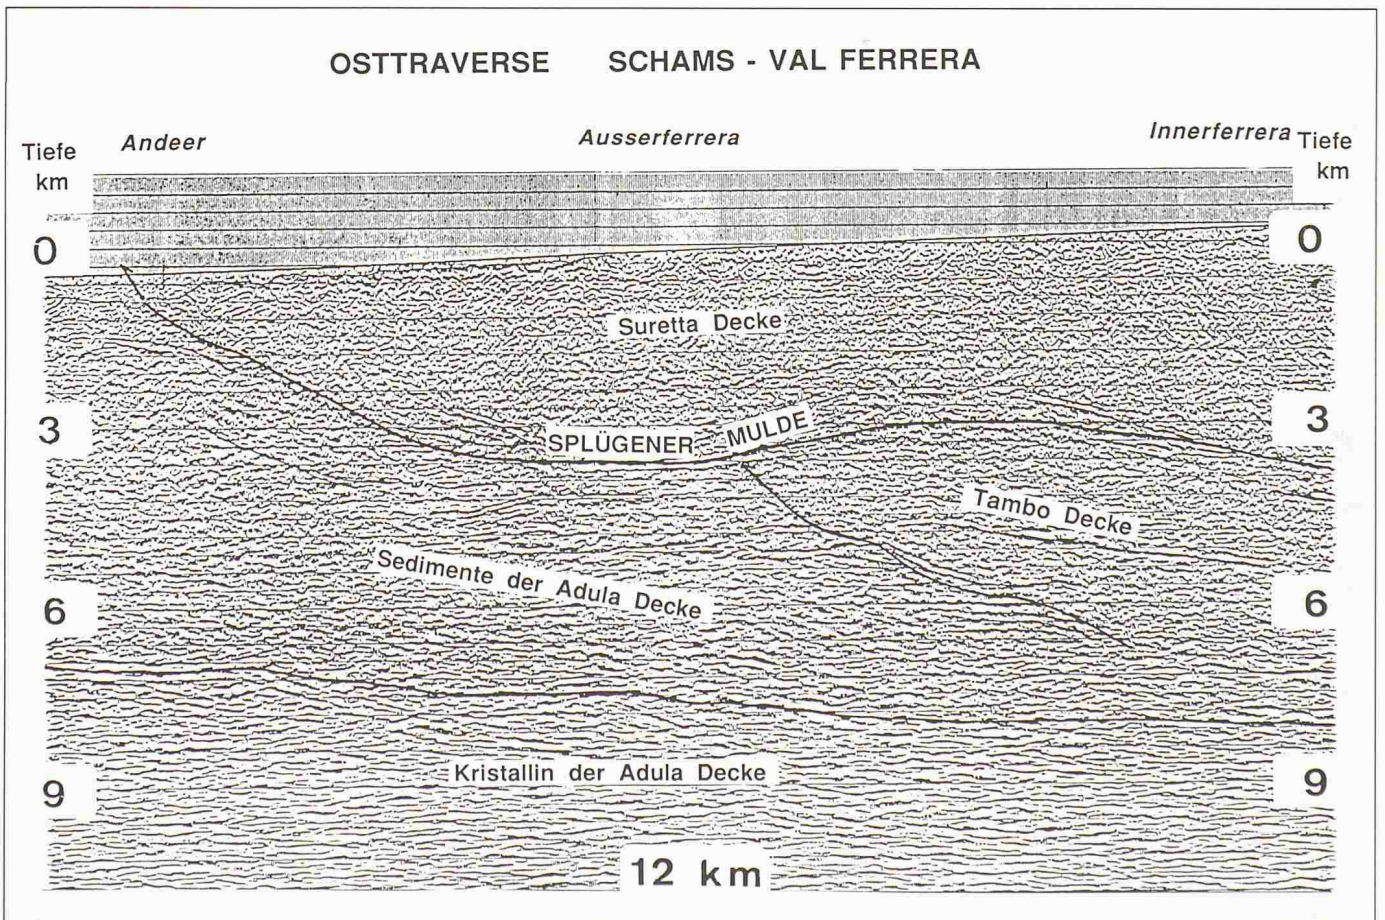 OSTTRAVERSE SCHAMS - VAL FERRERA
Andeer Ausserferrera Innerferrera
Tiefe km Tiefe km
0 0
Suretta Decke
3 3
SPLÜGENER MULDE
Tambo Decke
Sedimente der Adula Decke
6 6
Kristallin der Adula Decke
9 9
12 km